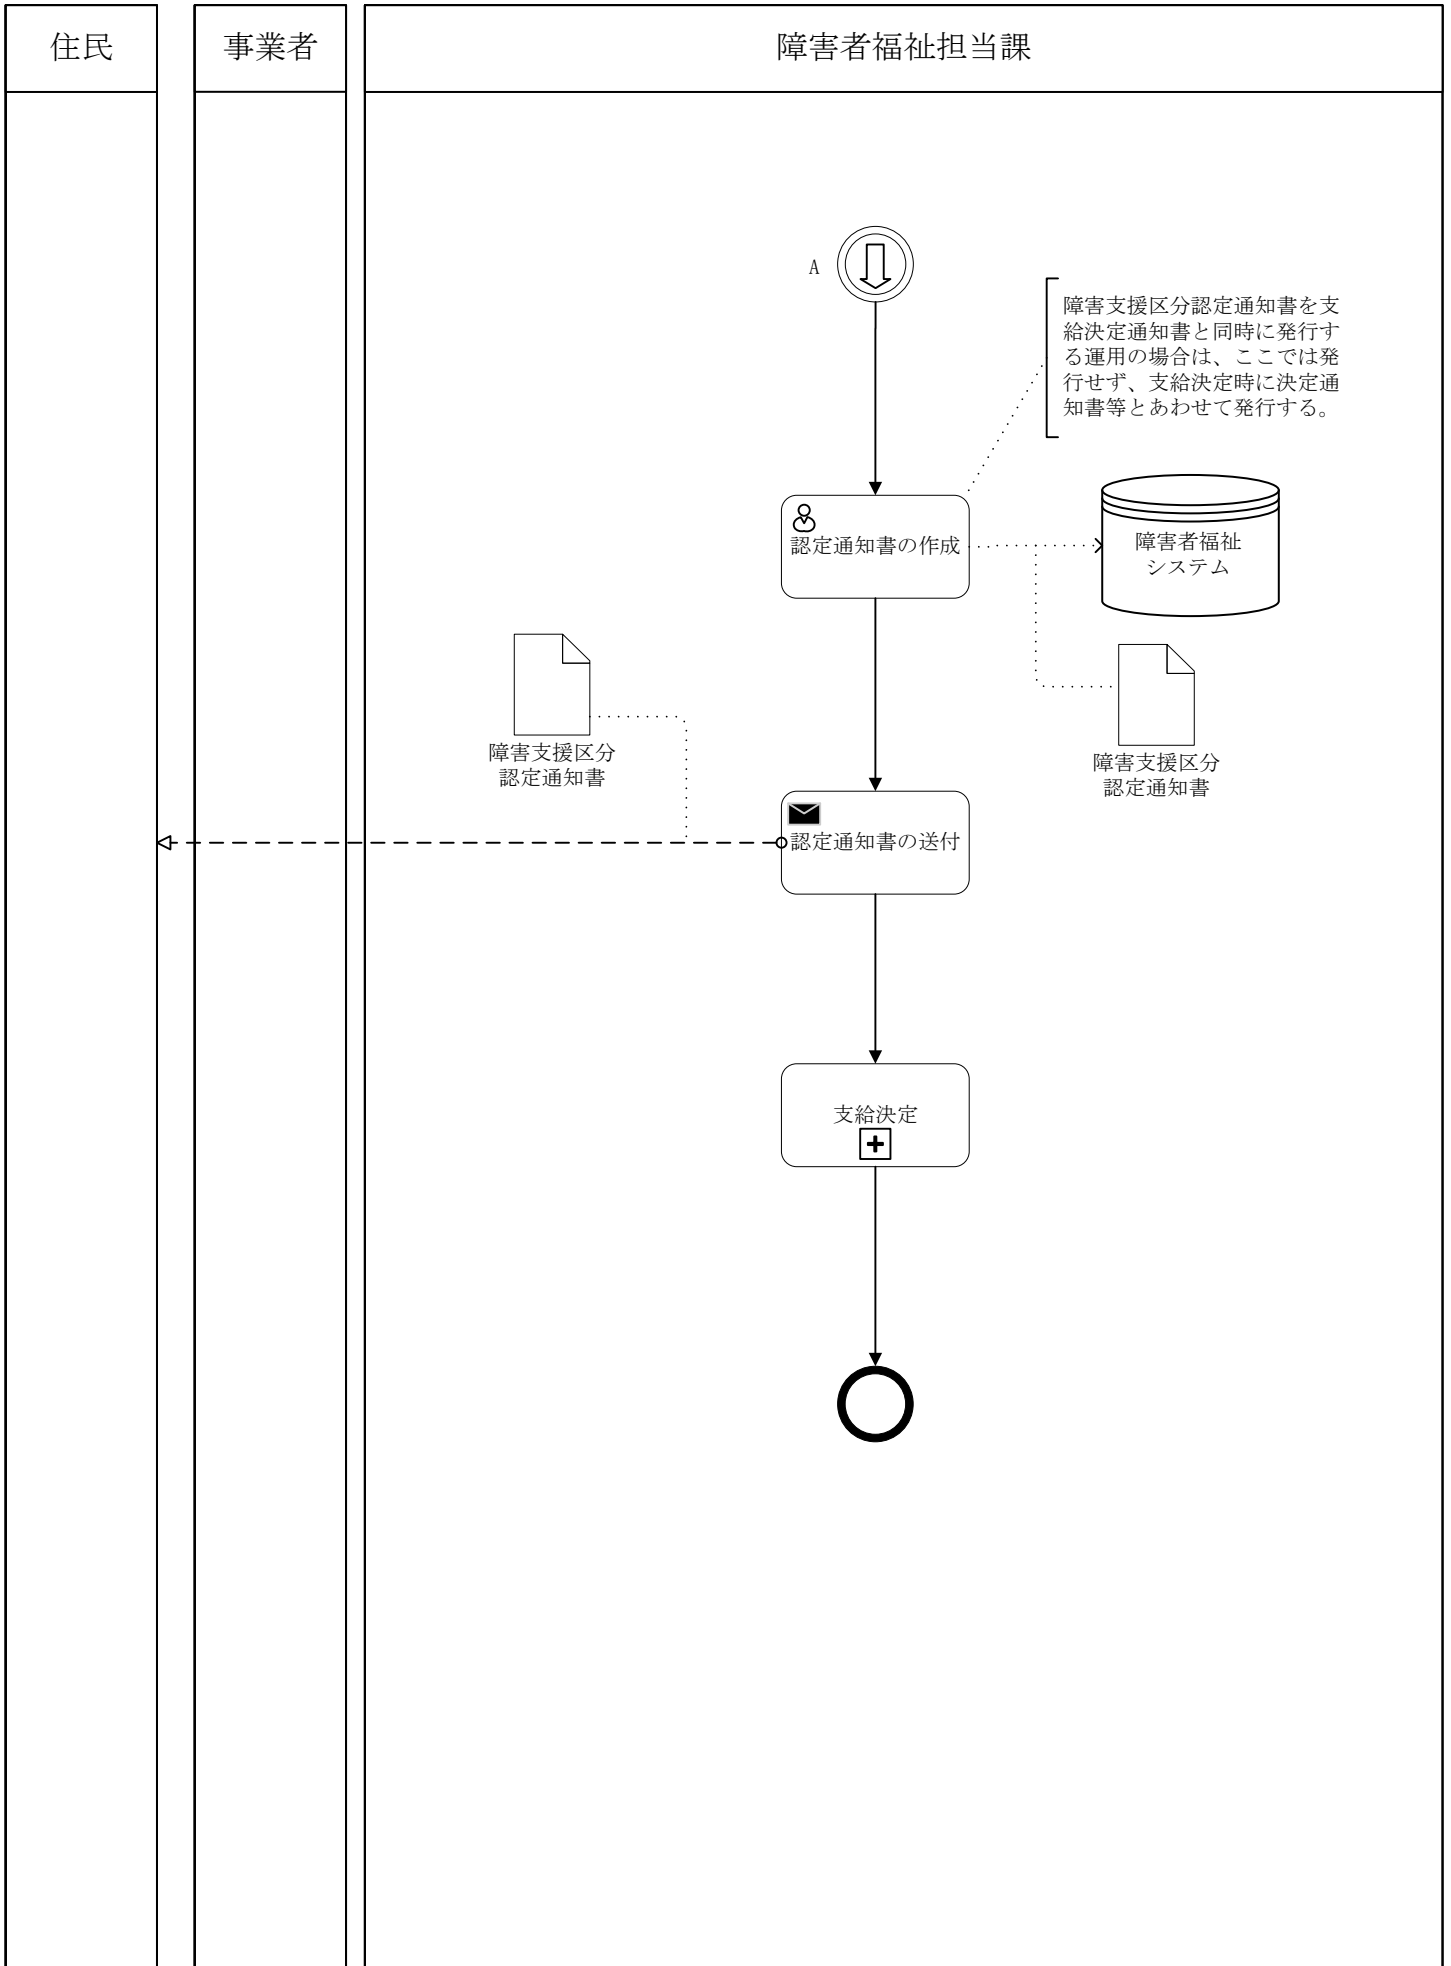 住民
事業者
障害者福祉担当課
A
障害支援区分認定通知書を支
給決定通知書と同時に発行す
る運用の場合は、ここでは発
行せず、支給決定時に決定通
知書等とあわせて発行する。
認定通知書の作成
障害者福祉
システム
障害支援区分
認定通知書
障害支援区分
認定通知書
認定通知書の送付
支給決定